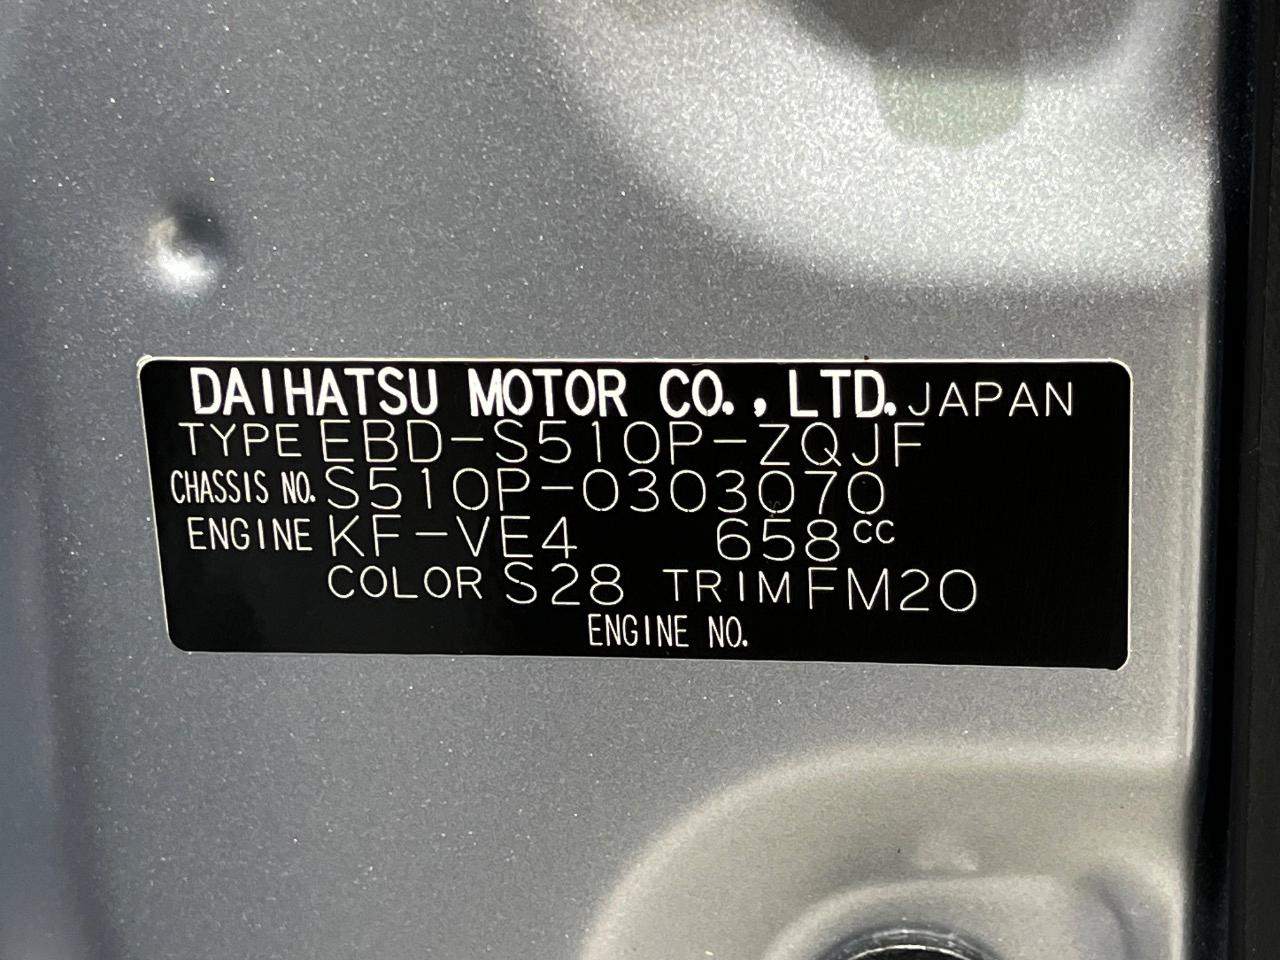 DAIHATSU MOTOR CO., LTD. JAPAN
TYPE EBD-S510P-ZQJF
CHASSIS NO. S510P-0303070
ENGINE KF-VE4 658cc
COLOR S28 TRIM FM20
ENGINE NO.